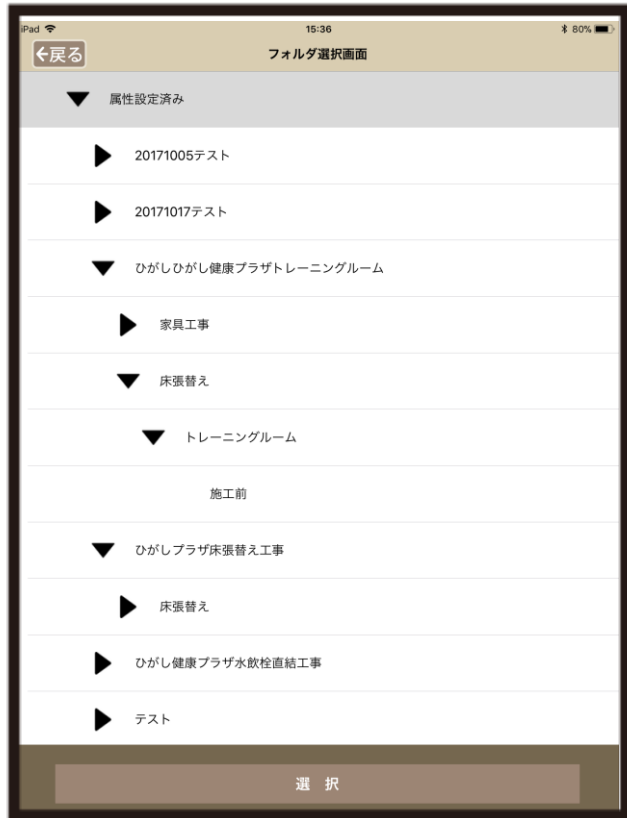 iPad 15:36 80%
←戻る フォルダ選択画面
属性設定済み
20171005テスト
20171017テスト
ひがしひがし健康プラザトレーニングルーム
家具工事
床張替え
トレーニングルーム
施工前
ひがしプラザ床張替え工事
床張替え
ひがし健康プラザ水飲栓直結工事
テスト
選 択